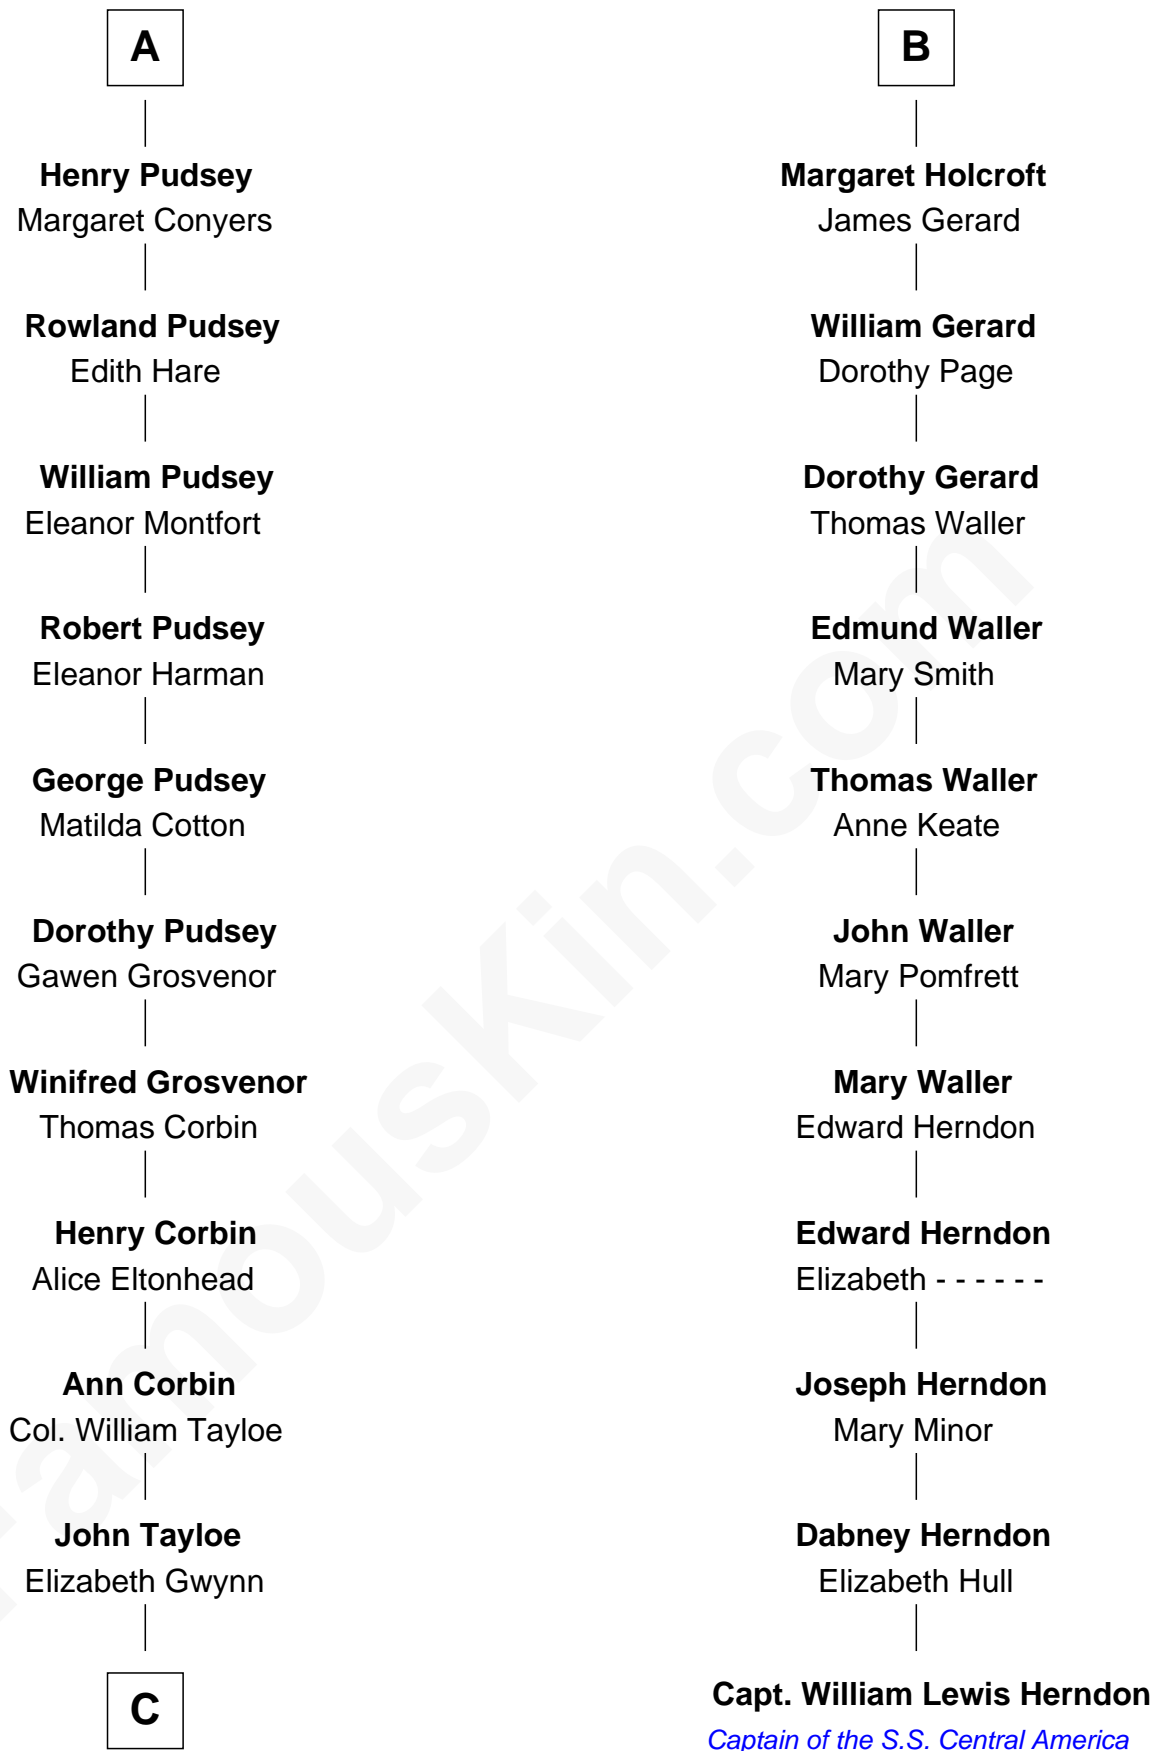 A
Henry Pudsey
Margaret Conyers
Rowland Pudsey
Edith Hare
William Pudsey
Eleanor Montfort
Robert Pudsey
Eleanor Harman
George Pudsey
Matilda Cotton
Dorothy Pudsey
Gawen Grosvenor
Winifred Grosvenor
Thomas Corbin
Henry Corbin
Alice Eltonhead
Ann Corbin
Col. William Tayloe
John Tayloe
Elizabeth Gwynn
C
B
Margaret Holcroft
James Gerard
William Gerard
Dorothy Page
Dorothy Gerard
Thomas Waller
Edmund Waller
Mary Smith
Thomas Waller
Anne Keate
John Waller
Mary Pomfrett
Mary Waller
Edward Herndon
Edward Herndon
Elizabeth - - - - - -
Joseph Herndon
Mary Minor
Dabney Herndon
Elizabeth Hull
Capt. William Lewis Herndon
Captain of the S.S. Central America
FamousKin.com